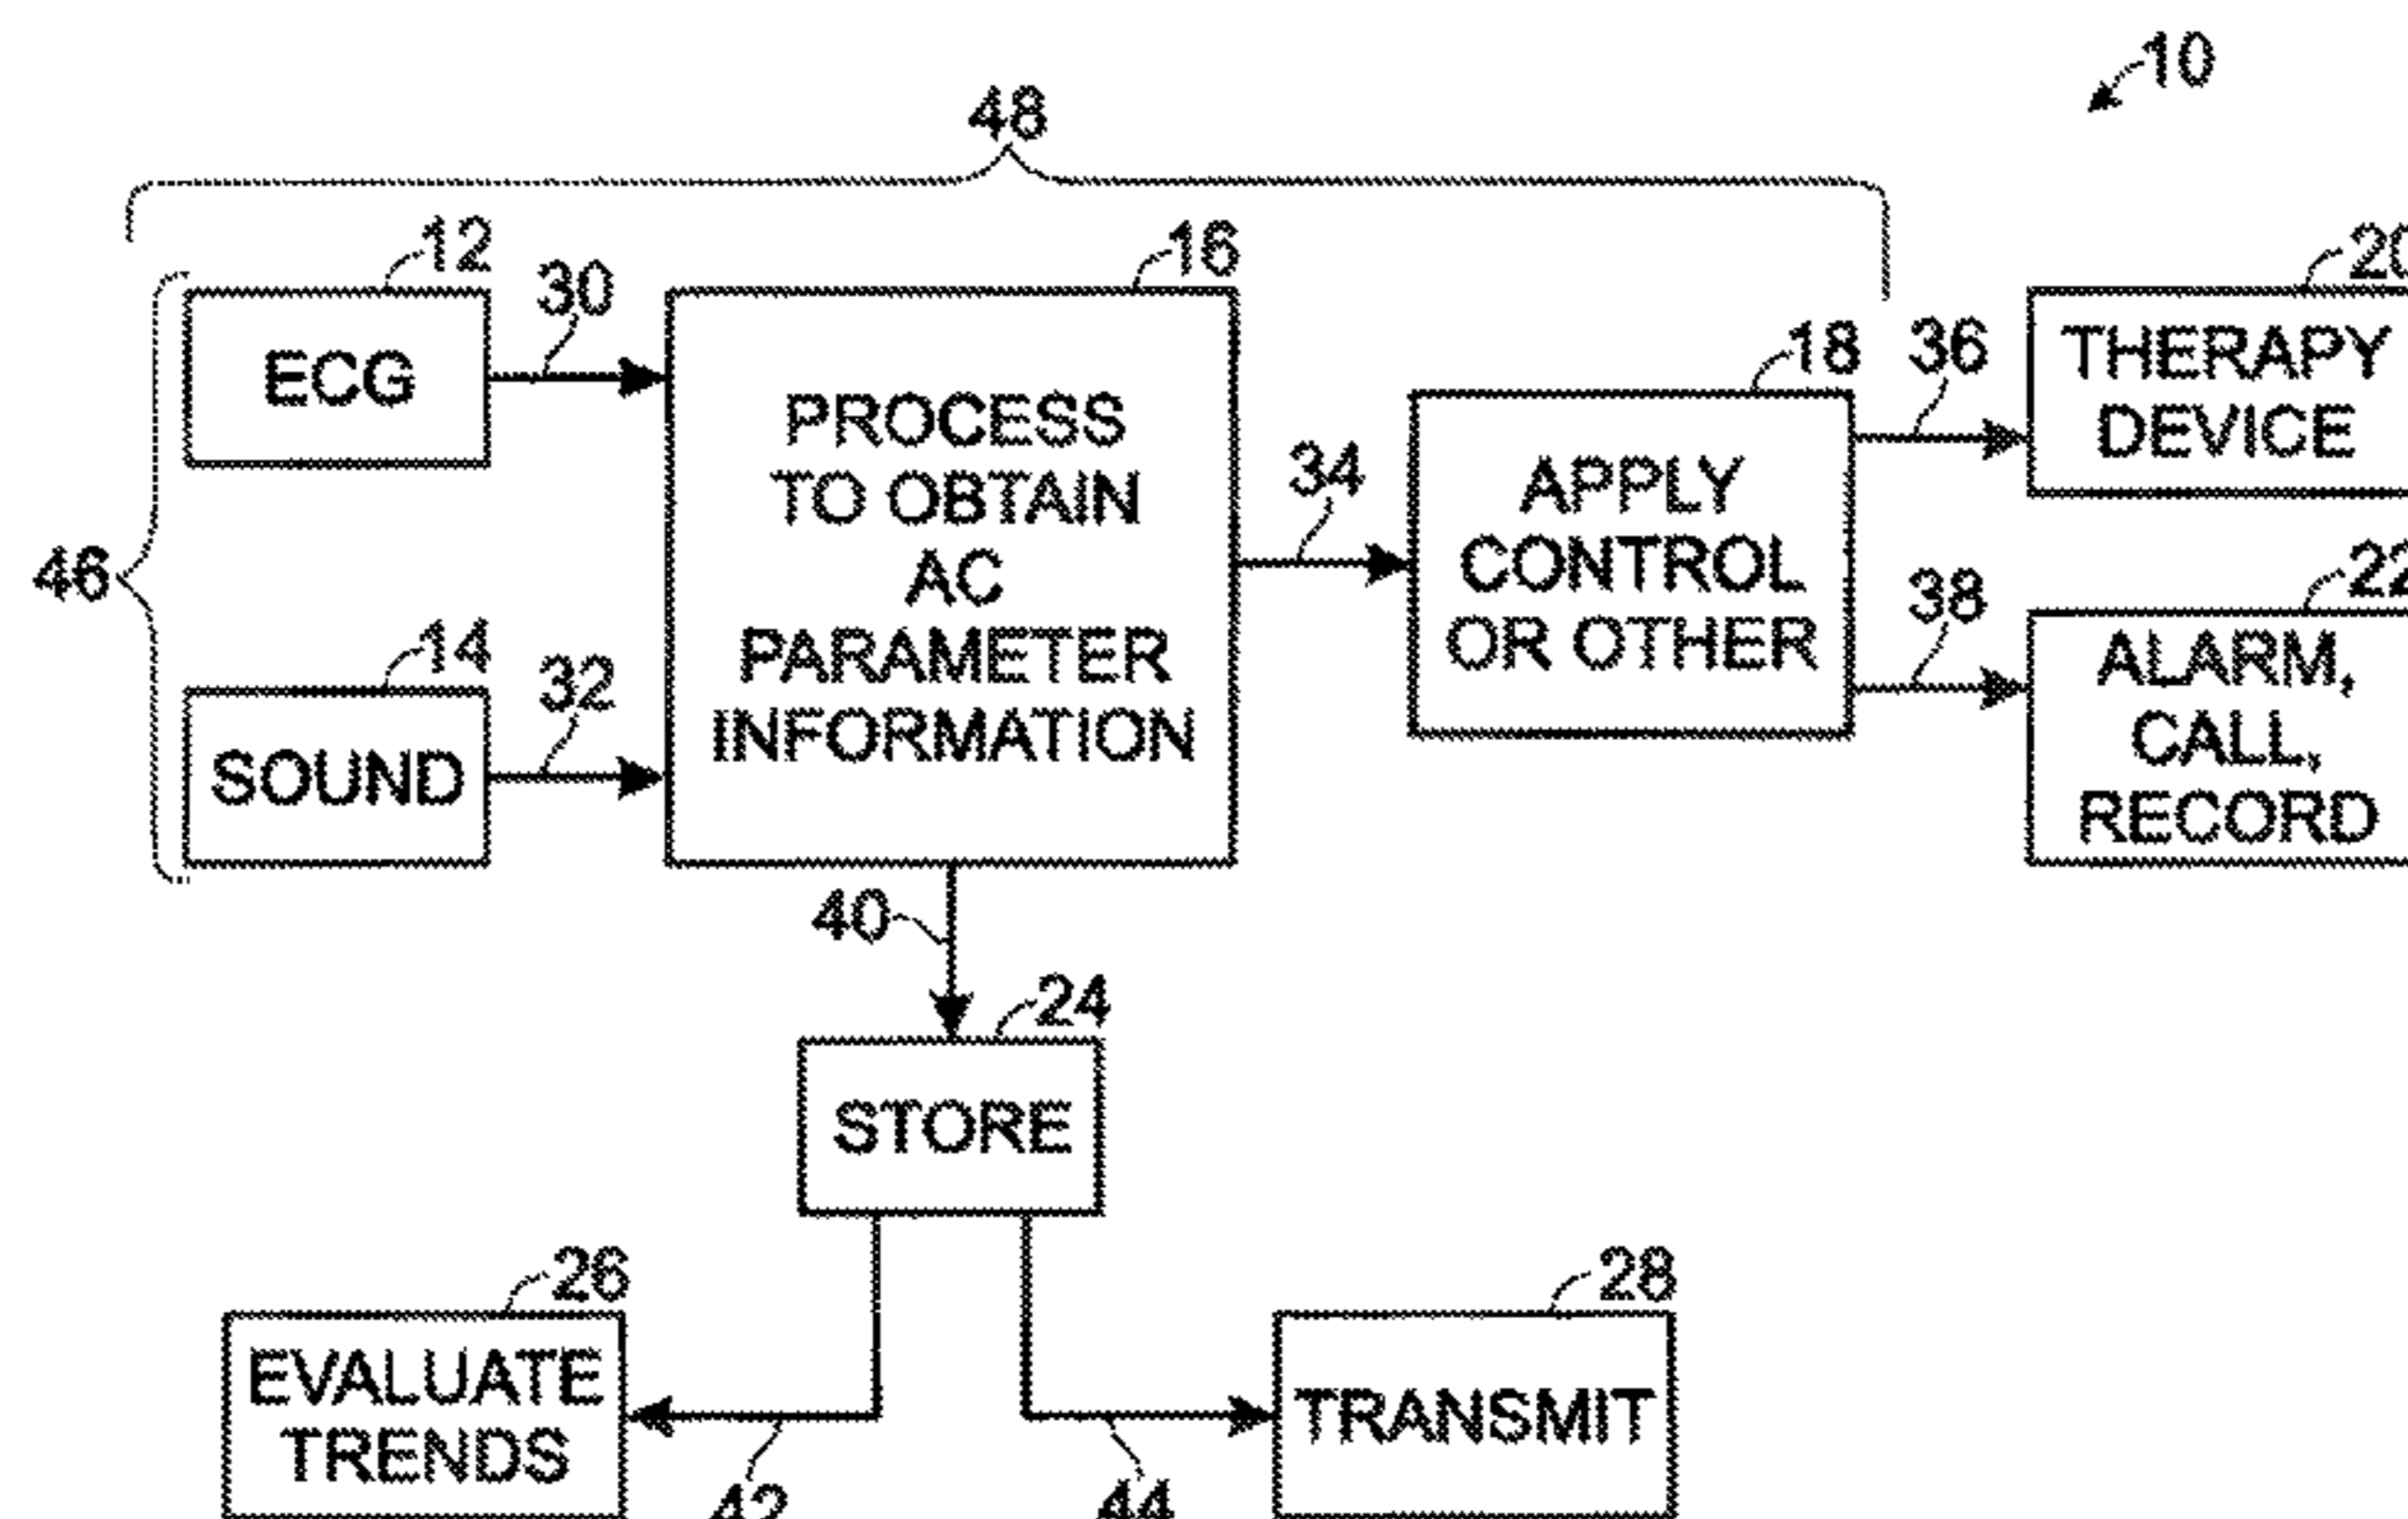 10
48
12
30
16
20
ECG
PROCESS
TO OBTAIN
AC
PARAMETER
INFORMATION
18
36
THERAPY
DEVICE
34
APPLY
CONTROL
OR OTHER
46
22
38
ALARM,
CALL,
RECORD
14
32
SOUND
40
24
STORE
26
28
EVALUATE
TRENDS
TRANSMIT
42
44